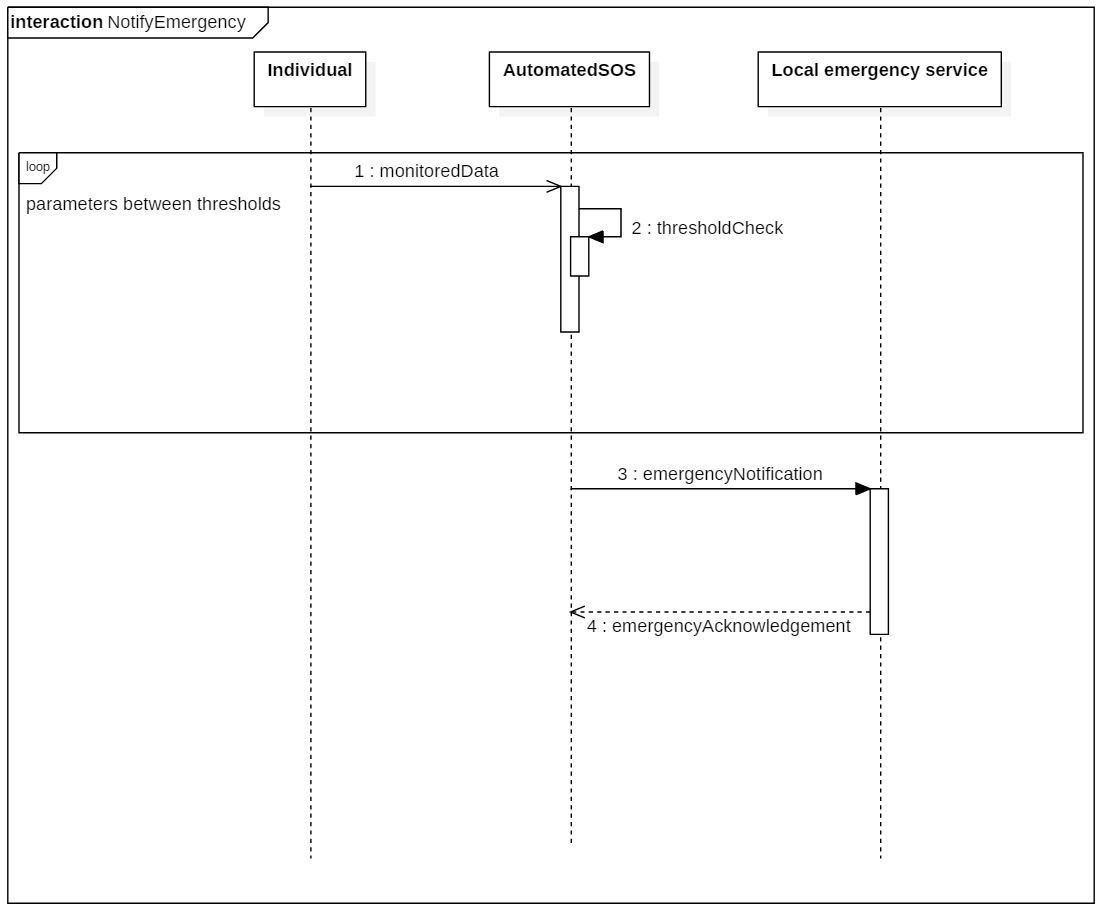 interaction NotifyEmergency
Individual
AutomatedSOS
Local emergency service
loop
1 : monitoredData
parameters between thresholds
2 : thresholdCheck
3 : emergencyNotification
4 : emergencyAcknowledgement